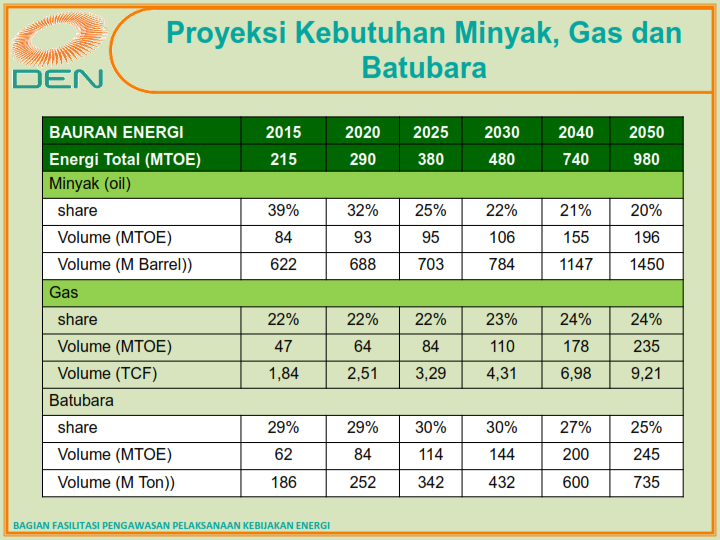 DEN
Proyeksi Kebutuhan Minyak, Gas dan
Batubara
BAURAN ENERGI 2015 2020 2025 2030 2040 2050
Energi Total (MTOE) 215 290 380 480 740 980
Minyak (oil)
share 39% 32% 25% 22% 21% 20%
Volume (MTOE) 84 93 95 106 155 196
Volume (M Barrel)) 622 688 703 784 1147 1450
Gas
share 22% 22% 22% 23% 24% 24%
Volume (MTOE) 47 64 84 110 178 235
Volume (TCF) 1,84 2,51 3,29 4,31 6,98 9,21
Batubara
share 29% 29% 30% 30% 27% 25%
Volume (MTOE) 62 84 114 144 200 245
Volume (M Ton)) 186 252 342 432 600 735
BAGIAN FASILITASI PENGAWASAN PELAKSANAAN KEBIJAKAN ENERGI